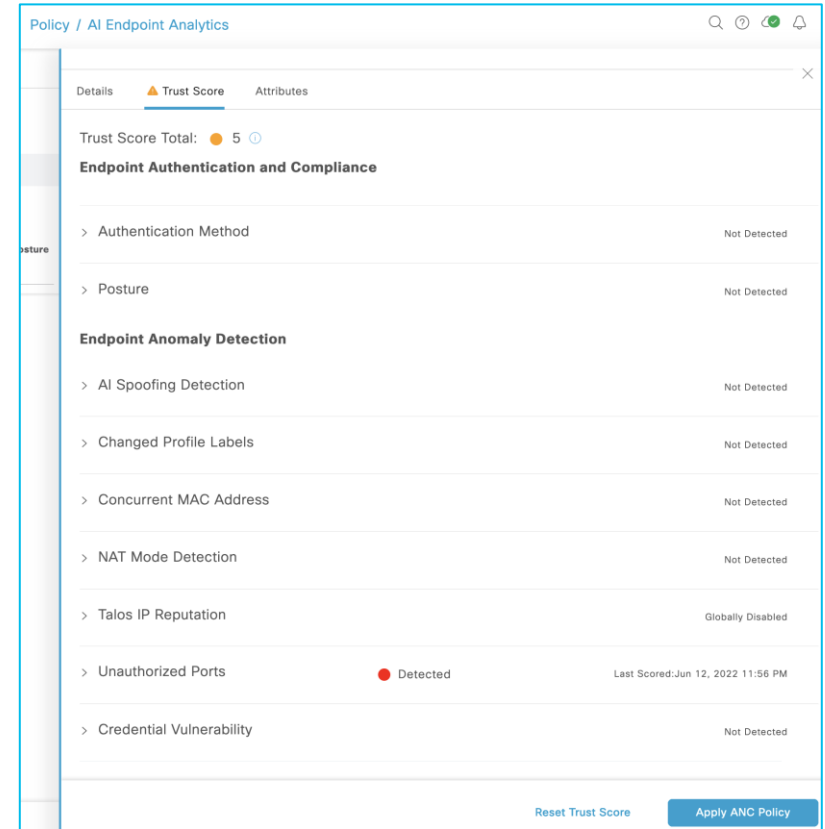 Policy / AI Endpoint Analytics
Details
Trust Score
Attributes
Trust Score Total: 5
Endpoint Authentication and Compliance
Authentication Method Not Detected
Posture Not Detected
Endpoint Anomaly Detection
AI Spoofing Detection Not Detected
Changed Profile Labels Not Detected
Concurrent MAC Address Not Detected
NAT Mode Detection Not Detected
Talos IP Reputation Globally Disabled
Unauthorized Ports Detected Last Scored:Jun 12, 2022 11:56 PM
Credential Vulnerability Not Detected
Reset Trust Score Apply ANC Policy